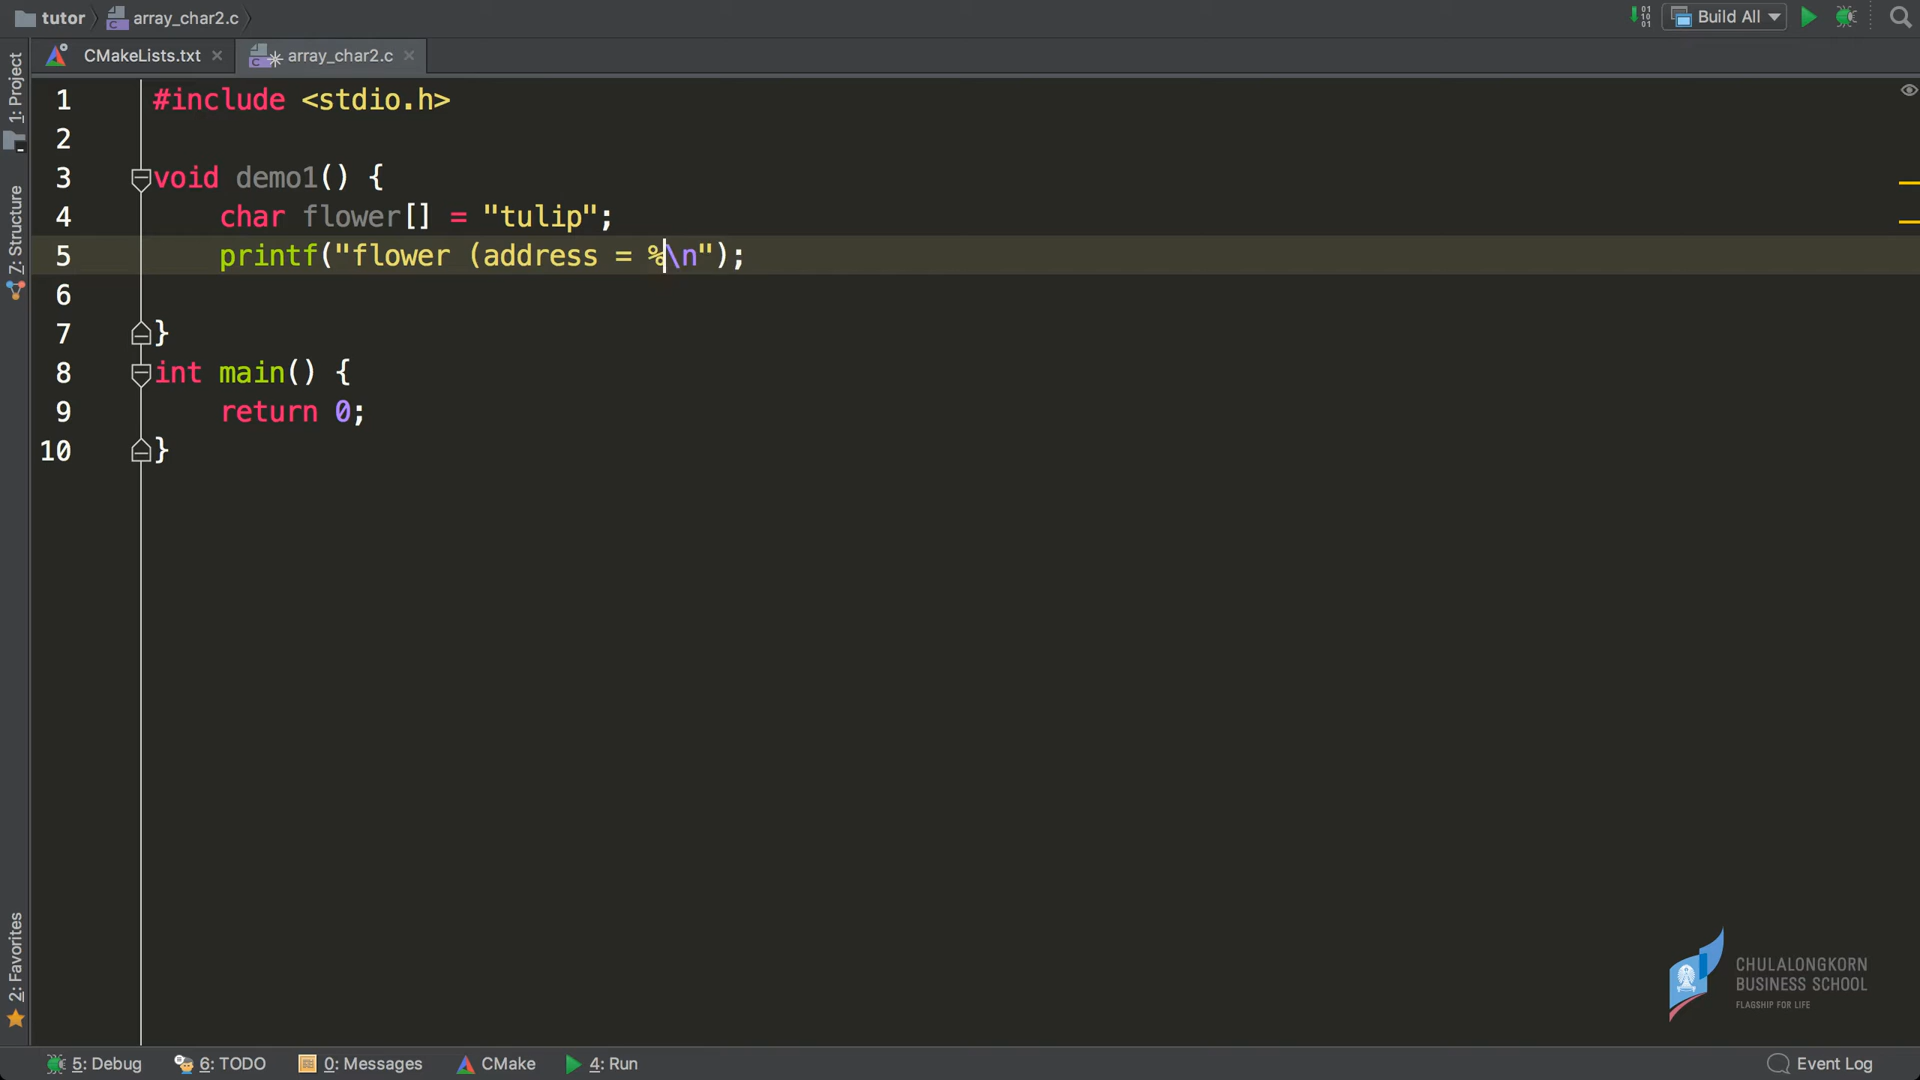 tutor array_char2.c Build All
CMakeLists.txt array_char2.c
1: Project
Z: Structure
2: Favorites
1 #include <stdio.h>
2
3 void demo1() {
4     char flower[] = "tulip";
5     printf("flower (address = %\n");
6
7 }
8 int main() {
9     return 0;
10 }
CHULALONGKORN
BUSINESS SCHOOL
FLAGSHIP FOR LIFE
5: Debug 6: TODO 0: Messages CMake 4: Run Event Log